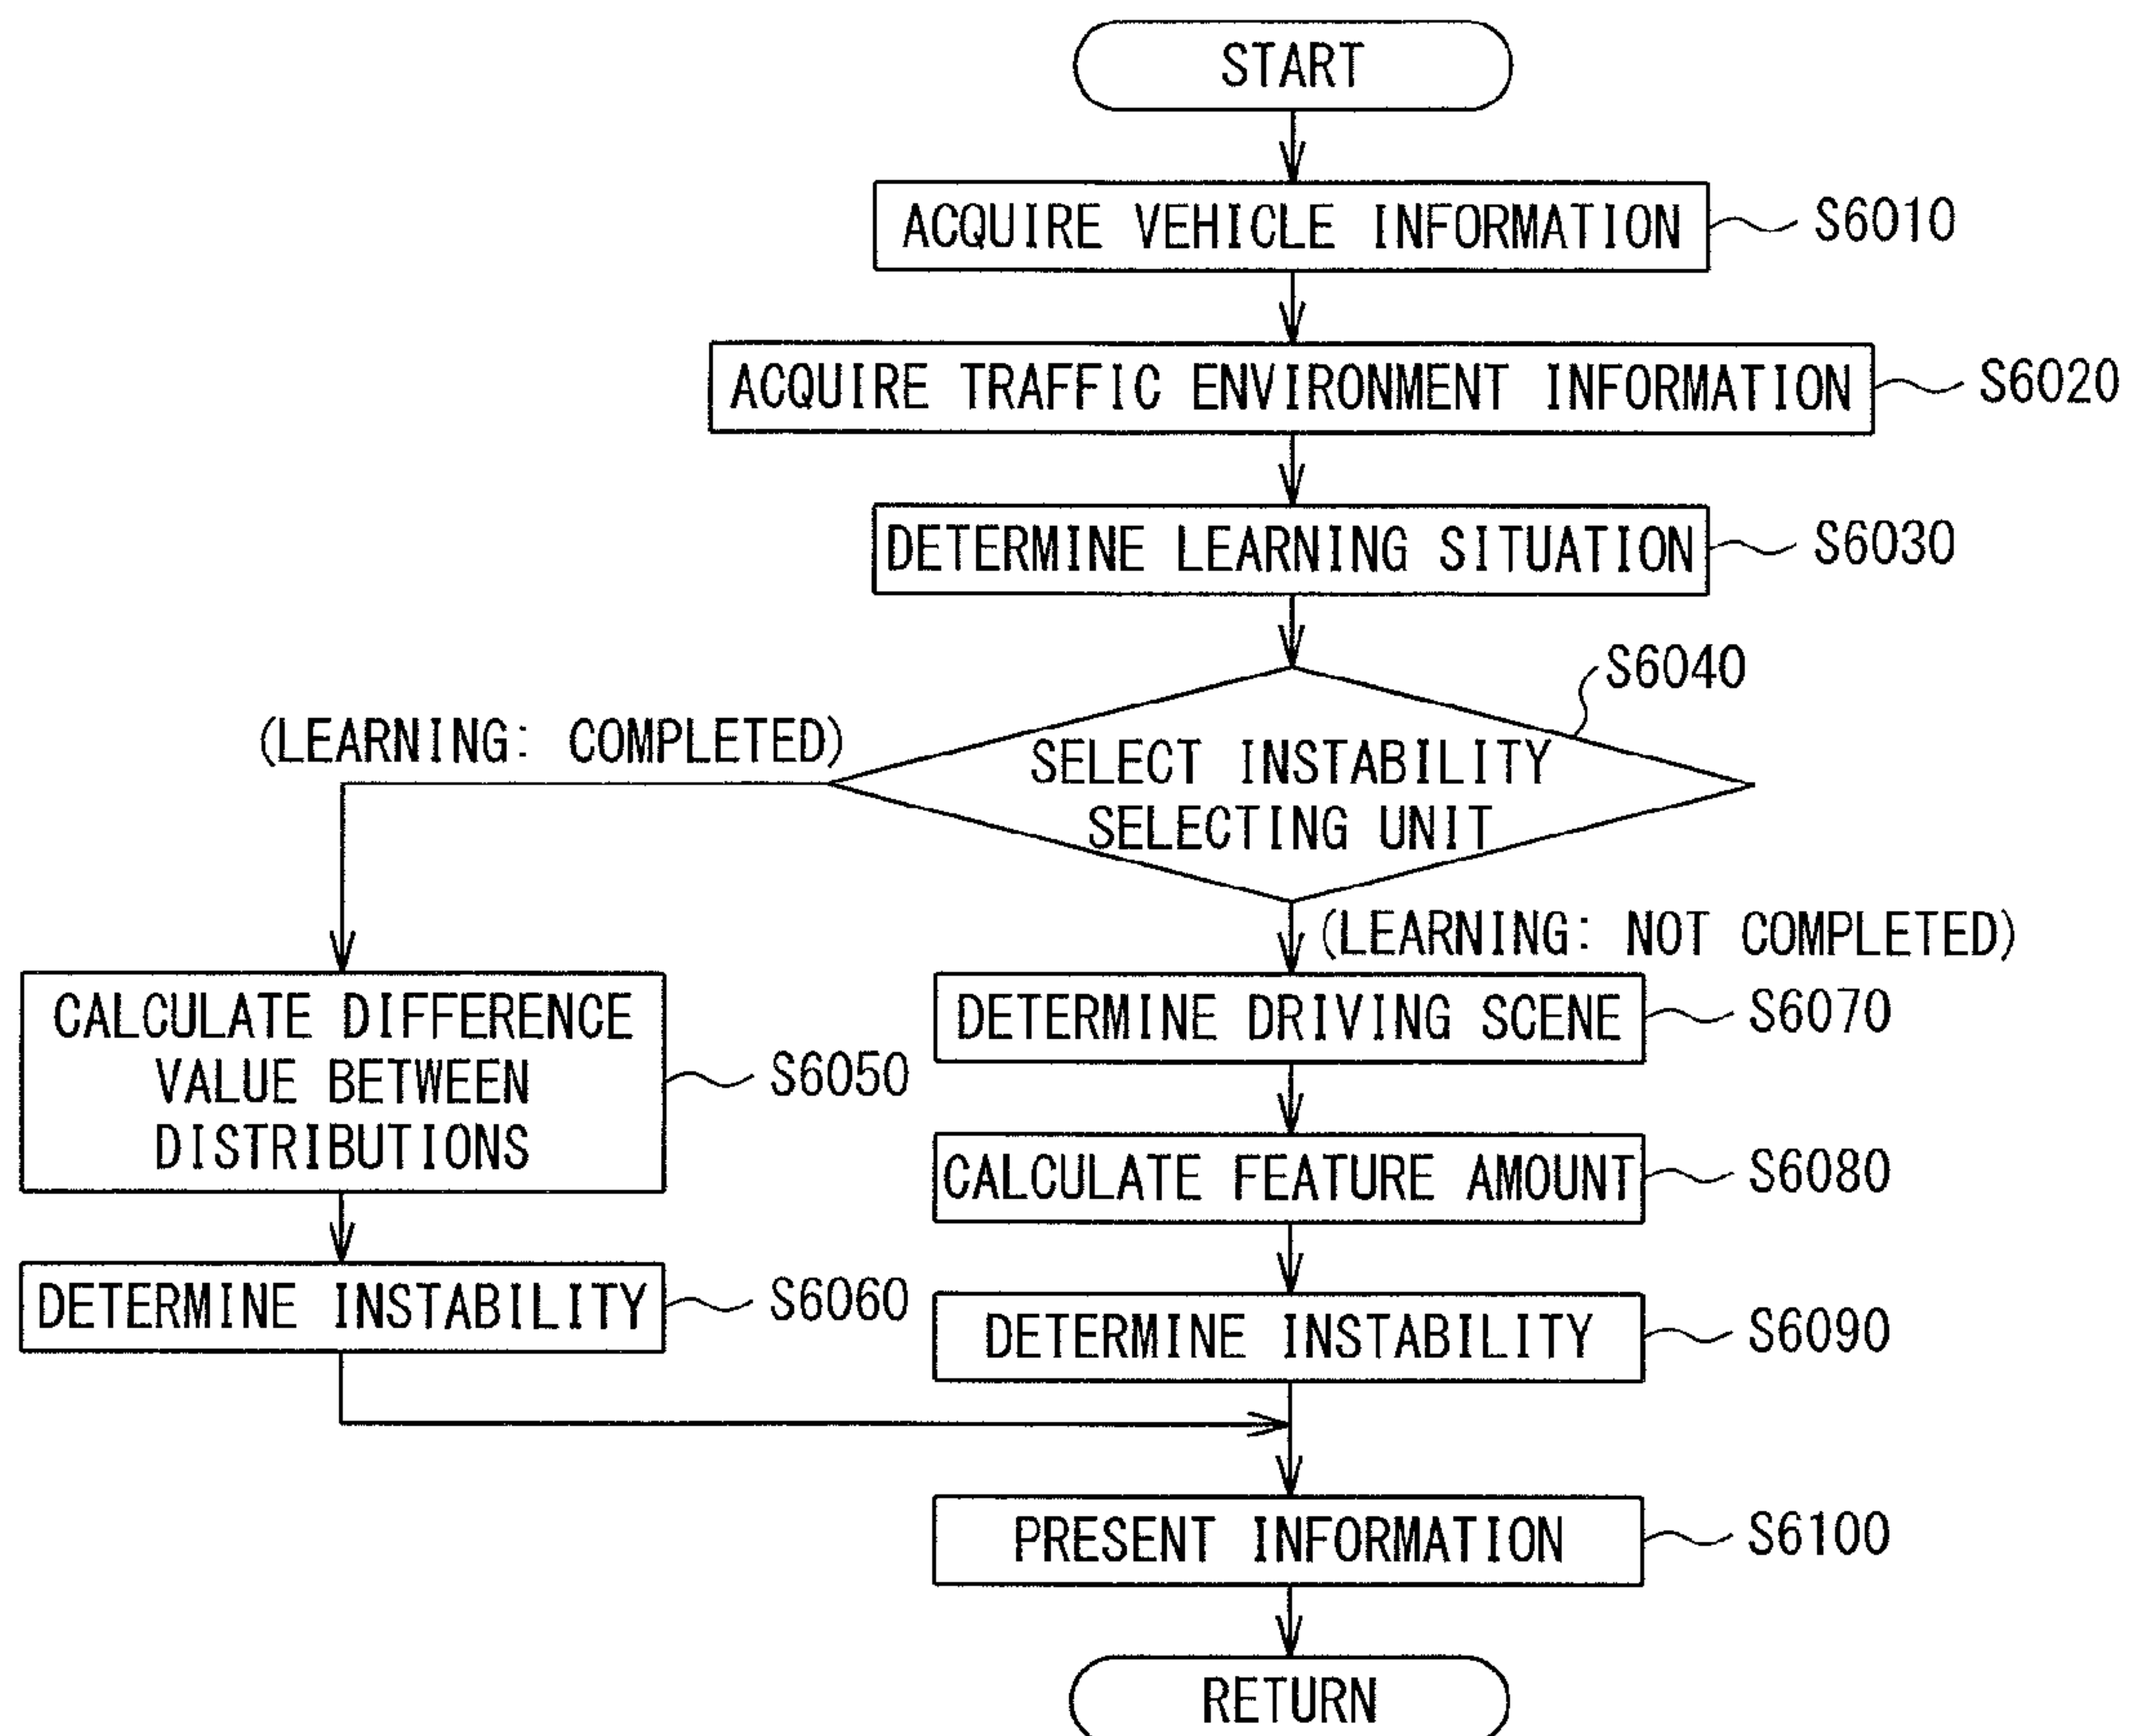 START
ACQUIRE VEHICLE INFORMATION
S6010
ACQUIRE TRAFFIC ENVIRONMENT INFORMATION
S6020
DETERMINE LEARNING SITUATION
S6030
S6040
SELECT INSTABILITY
SELECTING UNIT
(LEARNING: COMPLETED)
(LEARNING: NOT COMPLETED)
CALCULATE DIFFERENCE
VALUE BETWEEN
DISTRIBUTIONS
S6050
DETERMINE INSTABILITY
S6060
DETERMINE DRIVING SCENE
S6070
CALCULATE FEATURE AMOUNT
S6080
DETERMINE INSTABILITY
S6090
PRESENT INFORMATION
S6100
RETURN